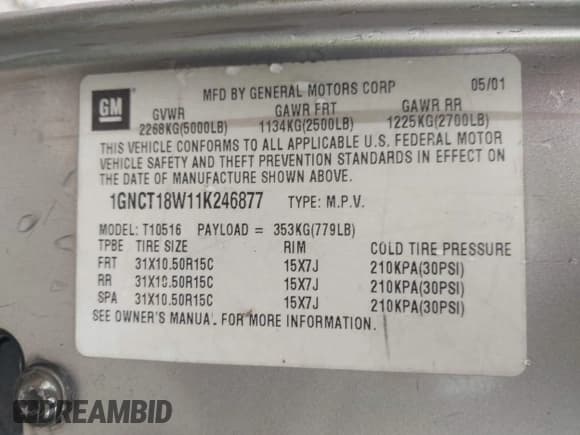 MFD BY GENERAL MOTORS CORP 05/01
GM
GVWR GAWR FRT GAWR RR
2268KG(5000LB) 1134KG(2500LB) 1225KG(2700LB)
THIS VEHICLE CONFORMS TO ALL APPLICABLE U.S. FEDERAL MOTOR
VEHICLE SAFETY AND THEFT PREVENTION STANDARDS IN EFFECT ON
THE DATE OF MANUFACTURE SHOWN ABOVE.
1GNCT18W11K246877 TYPE: M.P.V.
MODEL: T10516 PAYLOAD = 353KG(779LB)
TPBE TIRE SIZE RIM COLD TIRE PRESSURE
FRT 31X10.50R15C 15X7J 210KPA(30PSI)
RR 31X10.50R15C 15X7J 210KPA(30PSI)
SPA 31X10.50R15C 15X7J 210KPA(30PSI)
SEE OWNER'S MANUAL FOR MORE INFORMATION.
DREAMBID